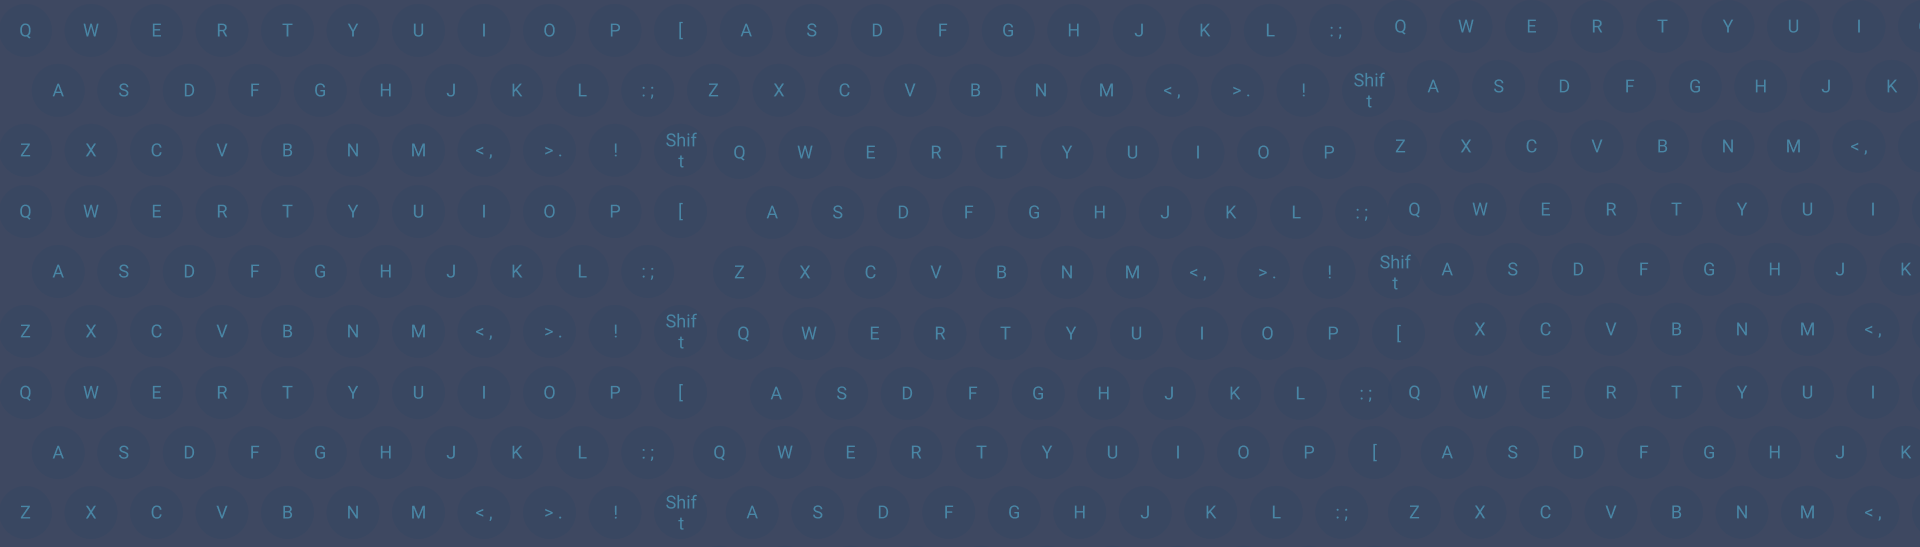 Q W E R T Y U I O P [ A S D F G H J K L :; Q W E R T Y U I
A S D F G H J K L :; Z X C V B N M <, >. ! Shift A S D F G H J K
Z X C V B N M <, >. ! Shift Q W E R T Y U I O P Z X C V B N M <,
Q W E R T Y U I O P [ A S D F G H J K L :; Q W E R T Y U I
A S D F G H J K L :; Z X C V B N M <, >. ! Shift A S D F G H J K
Z X C V B N M <, >. ! Shift Q W E R T Y U I O P [ X C V B N M <,
Q W E R T Y U I O P [ A S D F G H J K L :; Q W E R T Y U I
A S D F G H J K L :; Q W E R T Y U I O P [ A S D F G H J K
Z X C V B N M <, >. ! Shift A S D F G H J K L :; Z X C V B N M <,